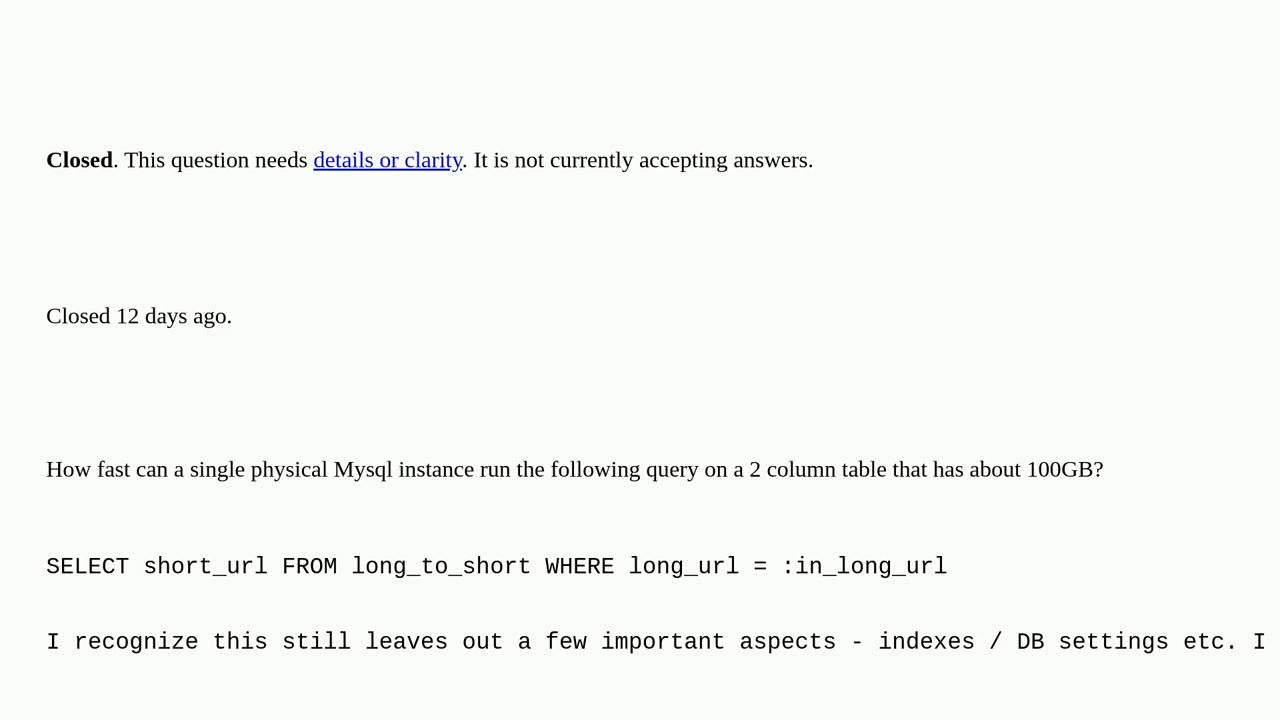 Closed. This question needs details or clarity. It is not currently accepting answers.
Closed 12 days ago.
How fast can a single physical Mysql instance run the following query on a 2 column table that has about 100GB?
SELECT short_url FROM long_to_short WHERE long_url = :in_long_url
I recognize this still leaves out a few important aspects - indexes / DB settings etc. I